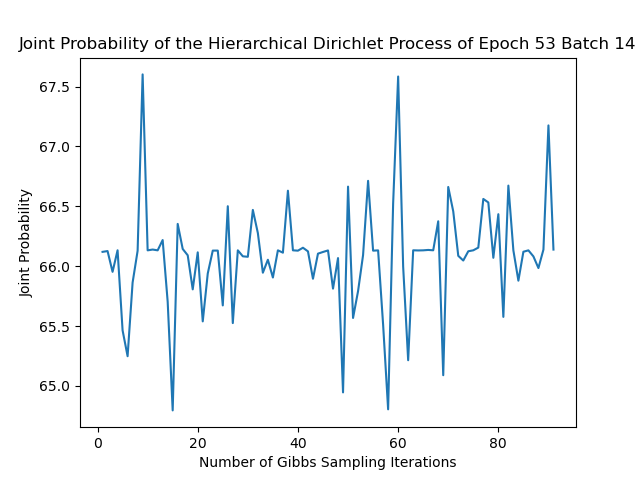 Joint Probability of the Hierarchical Dirichlet Process of Epoch 53 Batch 14
67.5
67.0
66.5
66.0
65.5
65.0
Joint Probability
0 20 40 60 80
Number of Gibbs Sampling Iterations